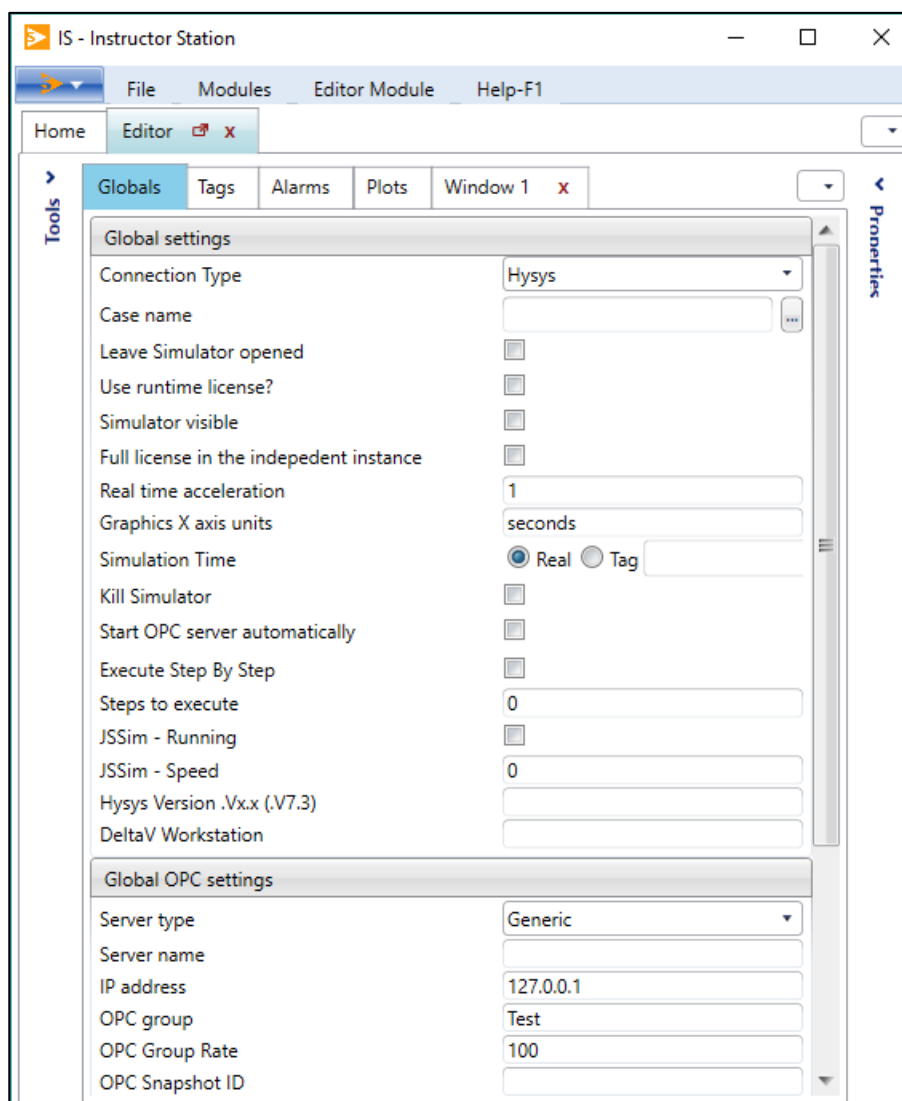 IS - Instructor Station
File Modules Editor Module Help-F1
Home Editor x
Tools
Globals Tags Alarms Plots Window 1 x
Properties
Global settings
Connection Type Hysys
Case name ...
Leave Simulator opened
Use runtime license?
Simulator visible
Full license in the indepedent instance
Real time acceleration 1
Graphics X axis units seconds
Simulation Time Real Tag
Kill Simulator
Start OPC server automatically
Execute Step By Step
Steps to execute 0
JSSim - Running
JSSim - Speed 0
Hysys Version .Vx.x (.V7.3)
DeltaV Workstation
Global OPC settings
Server type Generic
Server name
IP address 127.0.0.1
OPC group Test
OPC Group Rate 100
OPC Snapshot ID